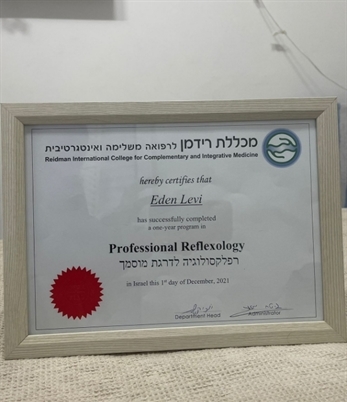 מכללת רידמן לרפואה משלימה ואינטגרטיבית
Reidman International College for Complementary and Integrative Medicine
hereby certifies that
Eden Levi
has successfully completed
a one-year program in
Professional Reflexology
רפלקסולוגיה לדרגת מוסמך
in Israel this 1st day of December, 2021
Department Head